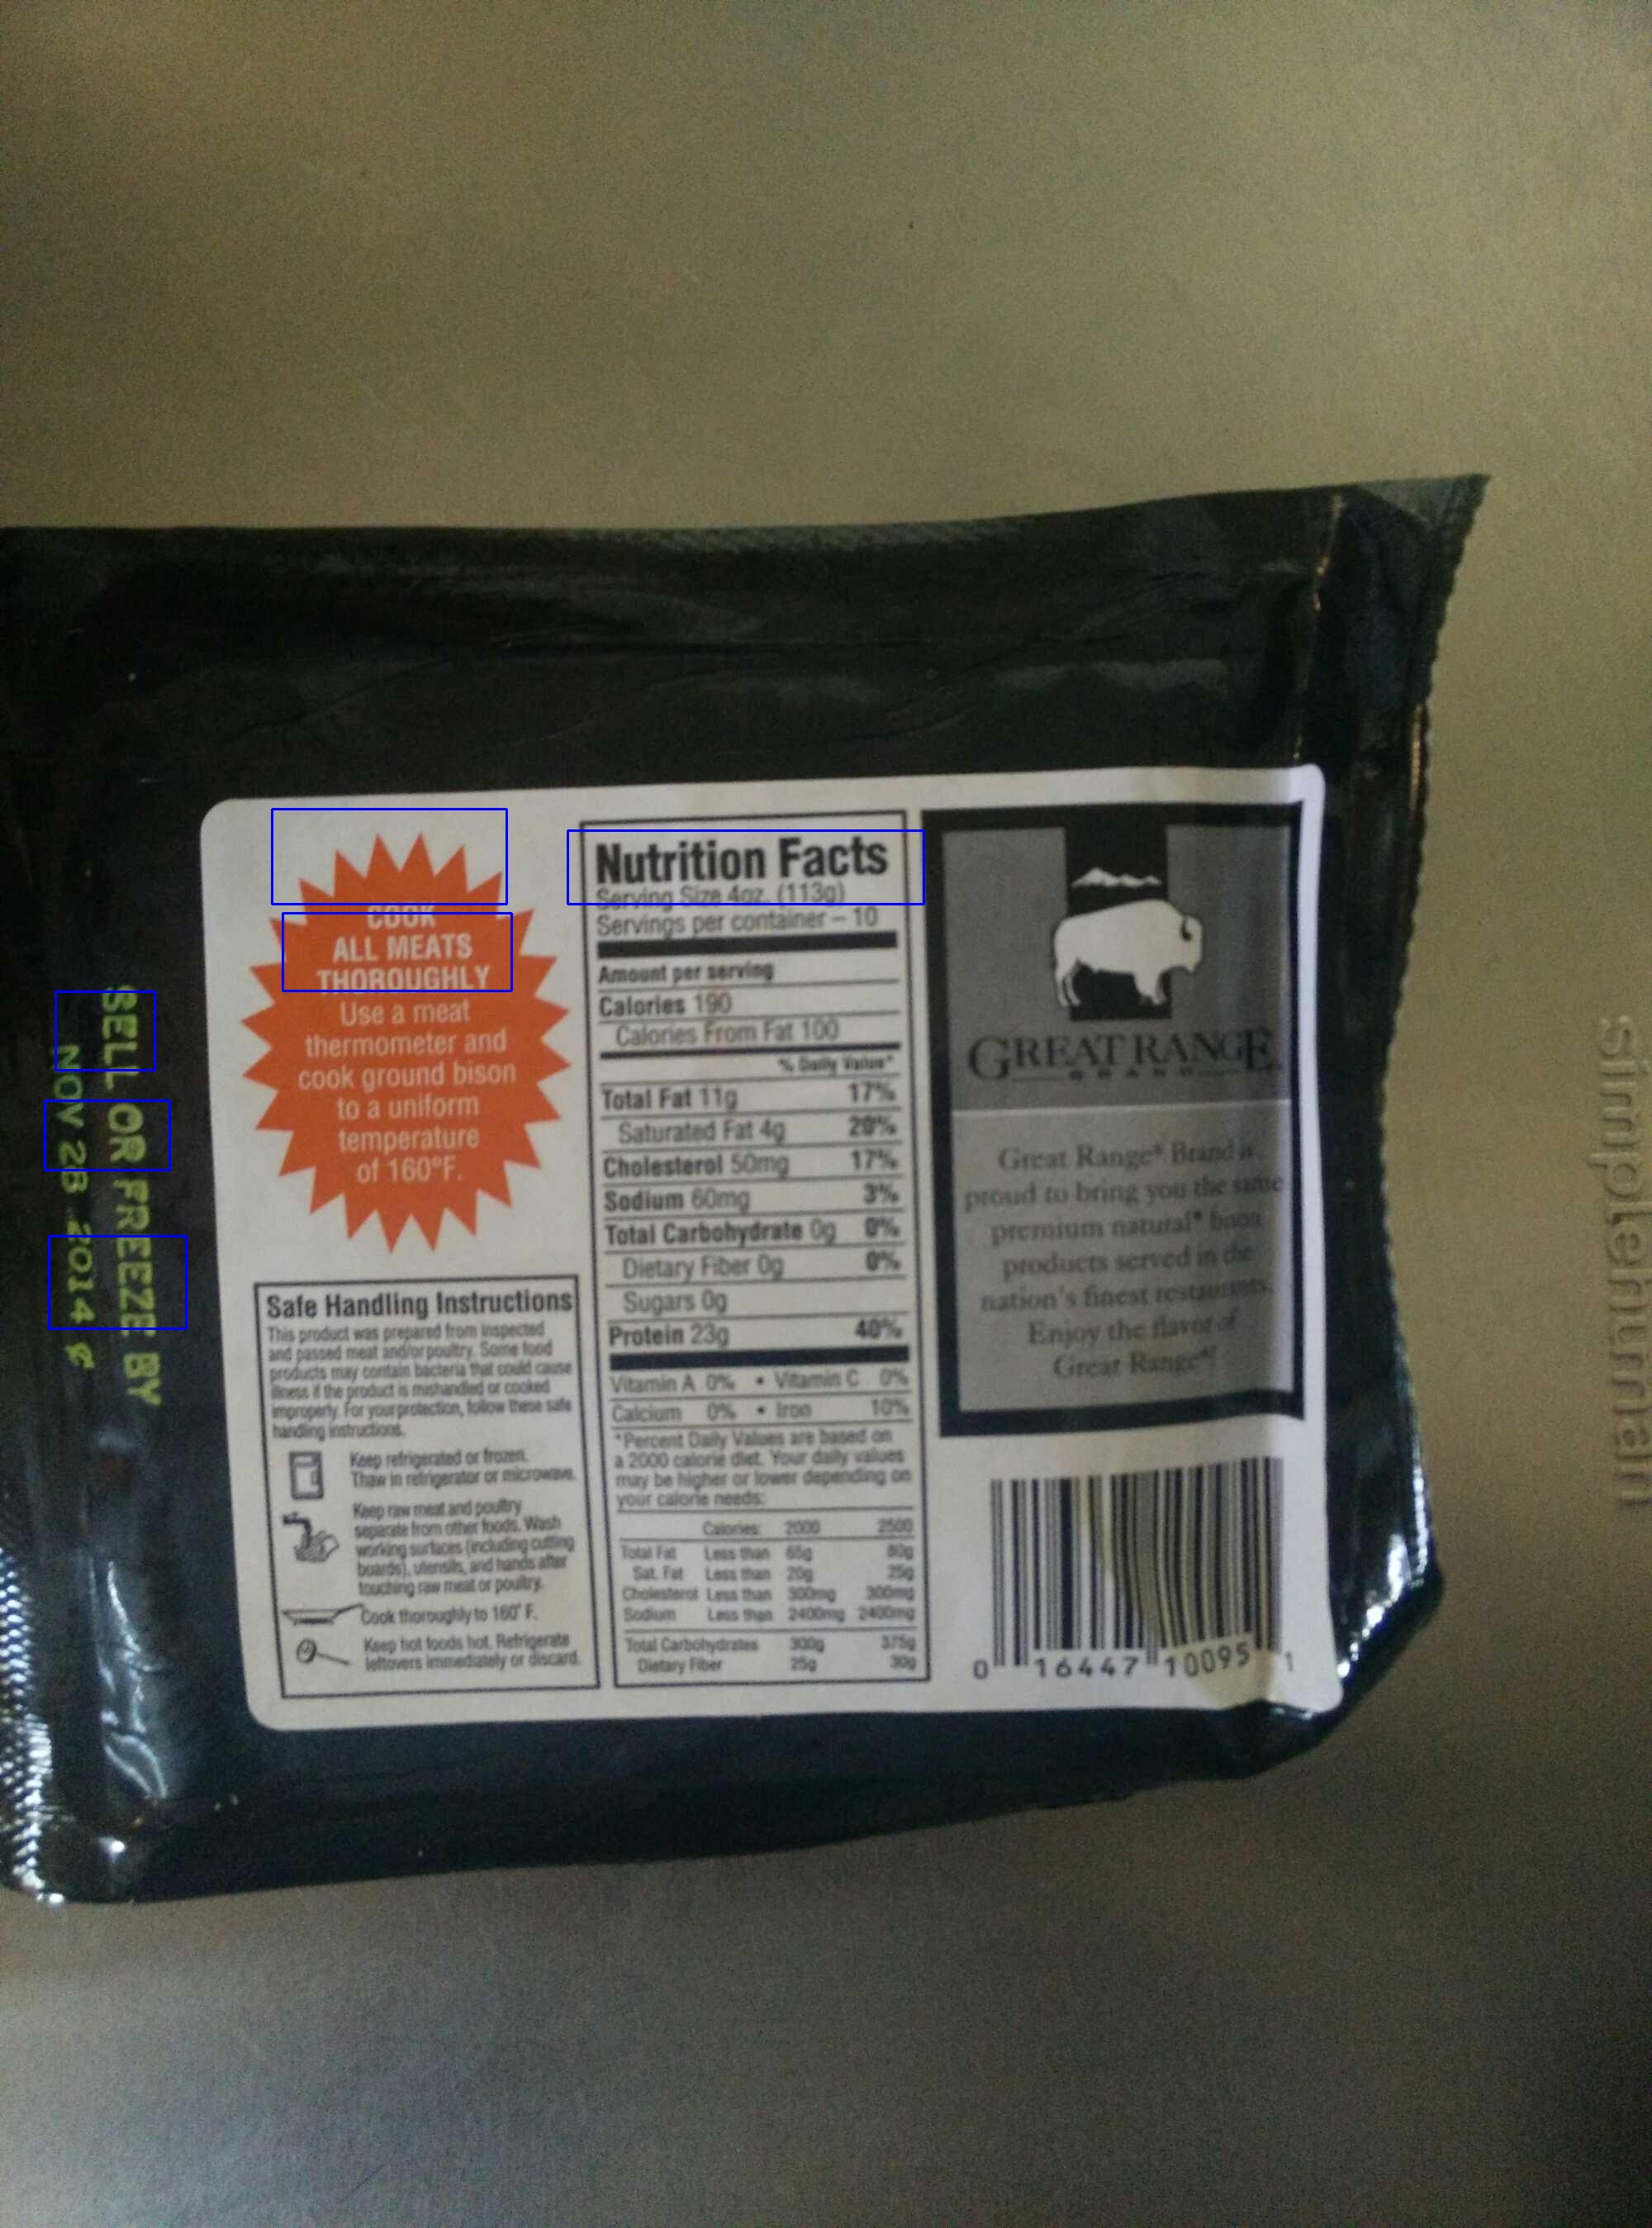 SELL OR FREEZE BY
NOV 28 2014
COOK
ALL MEATS
THOROUGHLY
Use a meat
thermometer and
cook ground bison
to a uniform
temperature
of 160°F.
Safe Handling Instructions
This product was prepared from inspected
and passed meat and/or poultry. Some food
products may contain bacteria that could cause
illness if the product is mishandled or cooked
improperly. For your protection, follow these safe
handling instructions.
Keep refrigerated or frozen.
Thaw in refrigerator or microwave.
Keep raw meat and poultry
separate from other foods. Wash
working surfaces (including cutting
boards), utensils, and hands after
touching raw meat or poultry.
Cook thoroughly to 160° F.
Keep hot foods hot. Refrigerate
leftovers immediately or discard.
Nutrition Facts
Serving Size 4oz. (113g)
Servings per container – 10
Amount per serving
Calories 190
Calories From Fat 100
% Daily Value*
Total Fat 11g 17%
Saturated Fat 4g 20%
Cholesterol 50mg 17%
Sodium 60mg 3%
Total Carbohydrate 0g 0%
Dietary Fiber 0g 0%
Sugars 0g
Protein 23g 40%
Vitamin A 0% • Vitamin C 0%
Calcium 0% • Iron 10%
*Percent Daily Values are based on
a 2000 calorie diet. Your daily values
may be higher or lower depending on
your calorie needs:
Calories: 2000 2500
Total Fat Less than 65g 80g
Sat. Fat Less than 20g 25g
Cholesterol Less than 300mg 300mg
Sodium Less than 2400mg 2400mg
Total Carbohydrates 300g 375g
Dietary Fiber 25g 30g
GREAT RANGE
BRAND
Great Range® Brand is
proud to bring you the same
premium natural* bison
products served in the
nation's finest restaurants.
Enjoy the flavor of
Great Range
0 16447 10095 1
simplehuman